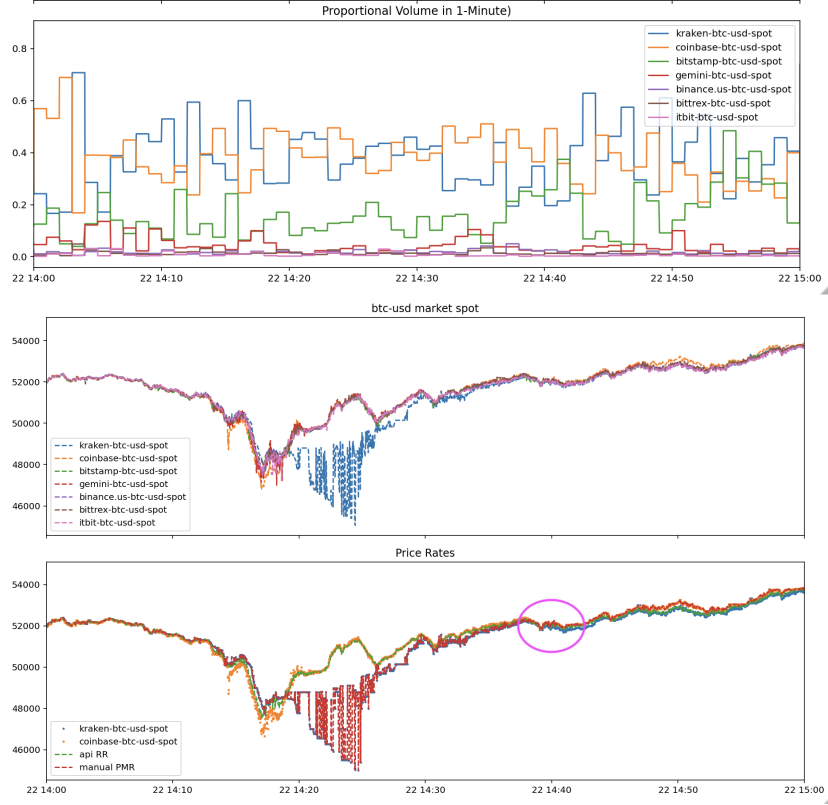 Proportional Volume in 1-Minute)
0.8
0.6
0.4
0.2
0.0
kraken-btc-usd-spot
coinbase-btc-usd-spot
bitstamp-btc-usd-spot
gemini-btc-usd-spot
binance.us-btc-usd-spot
bittrex-btc-usd-spot
itbit-btc-usd-spot
22 14:00 22 14:10 22 14:20 22 14:30 22 14:40 22 14:50 22 15:00
btc-usd market spot
54000
52000
50000
48000
46000
kraken-btc-usd-spot
coinbase-btc-usd-spot
bitstamp-btc-usd-spot
gemini-btc-usd-spot
binance.us-btc-usd-spot
bittrex-btc-usd-spot
itbit-btc-usd-spot
Price Rates
54000
52000
50000
48000
46000
kraken-btc-usd-spot
coinbase-btc-usd-spot
api RR
manual PMR
22 14:00 22 14:10 22 14:20 22 14:30 22 14:40 22 14:50 22 15:00